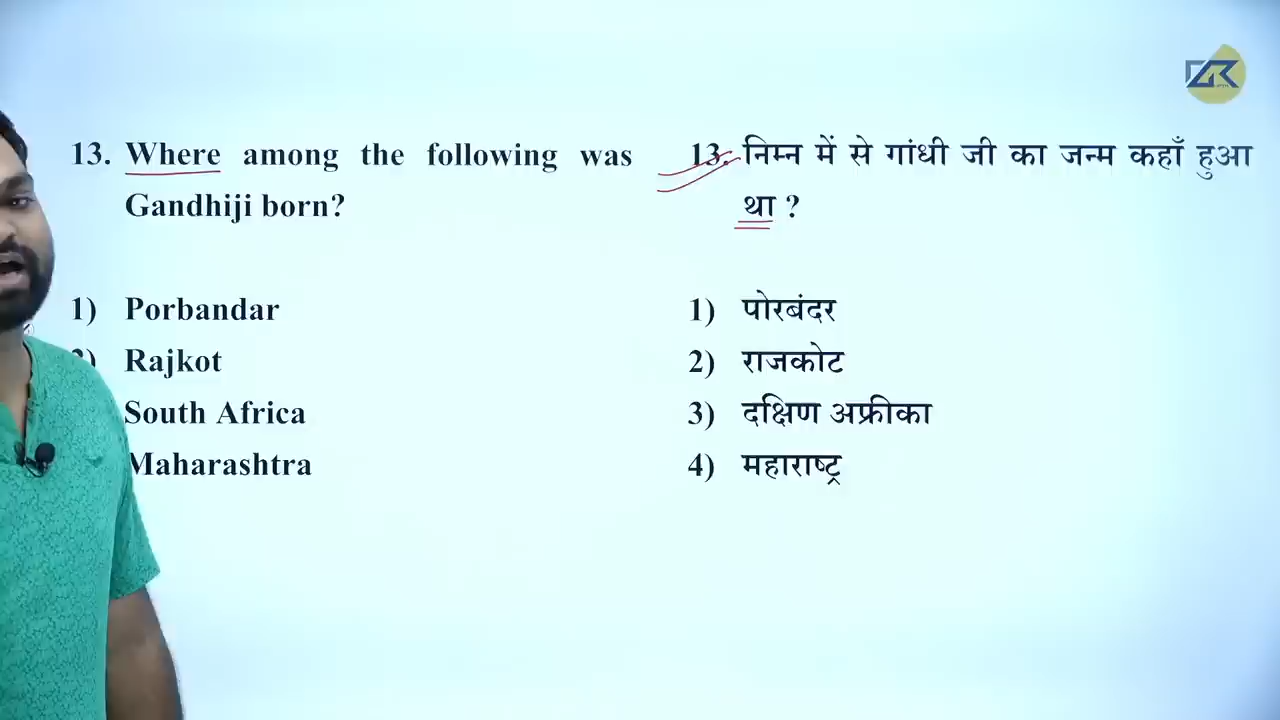 13. Where among the following was
Gandhiji born?
1) Porbandar
2) Rajkot
South Africa
Maharashtra
13. निम्न में से गांधी जी का जन्म कहाँ हुआ
था ?
1) पोरबंदर
2) राजकोट
3) दक्षिण अफ्रीका
4) महाराष्ट्र